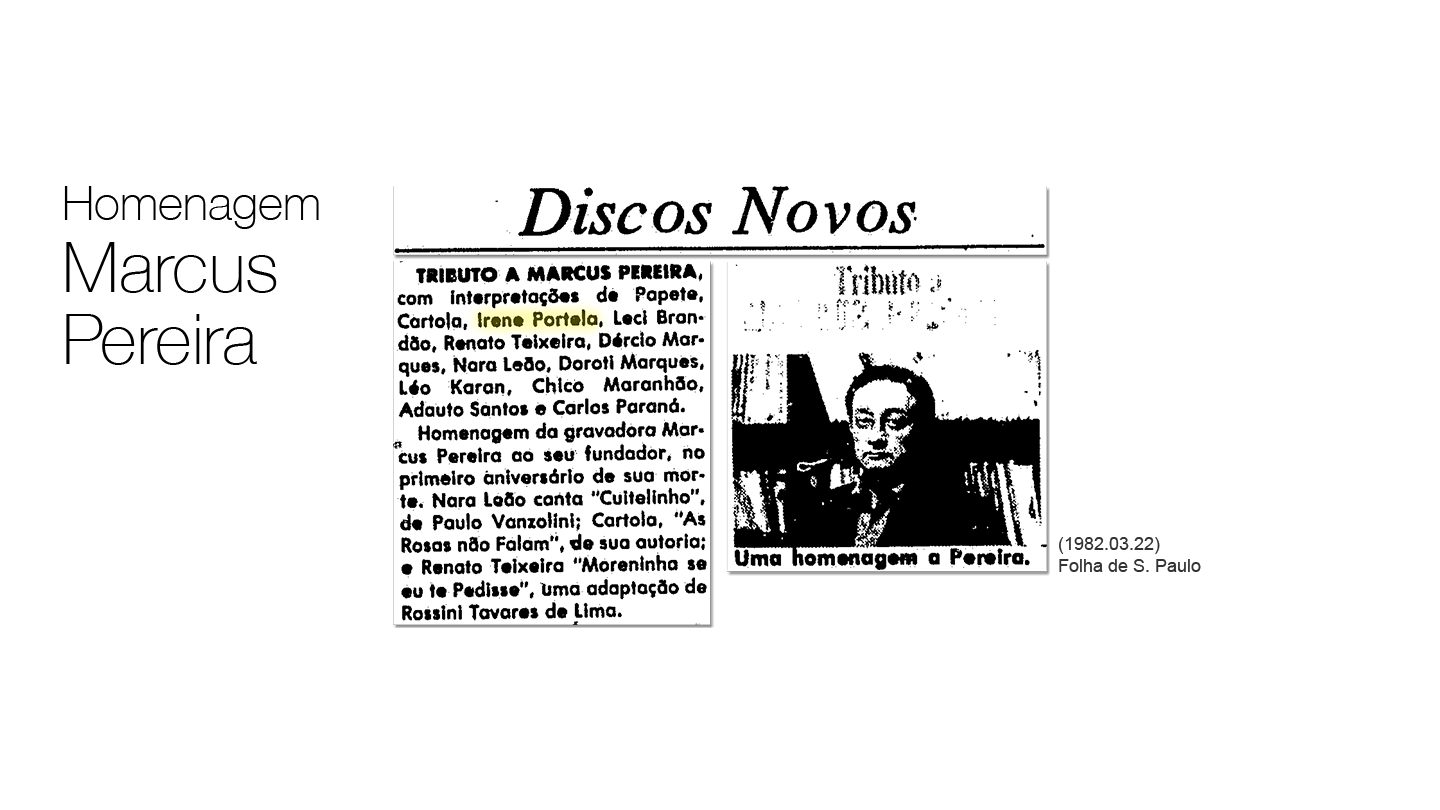 Homenagem
Marcus
Pereira
Discos Novos
TRIBUTO A MARCUS PEREIRA,
com interpretações de Papete,
Cartola, Irene Portela, Leci Bran-
dão, Renato Teixeira, Dércio Mar-
ques, Nara Leão, Doroti Marques,
Léo Karan, Chico Maranhão,
Adauto Santos e Carlos Paraná.
Homenagem da gravadora Mar-
cus Pereira ao seu fundador, no
primeiro aniversário de sua mor-
te. Nara Leão canta "Cuitelinho",
de Paulo Vanzolini; Cartola, "As
Rosas não Falam", de sua autoria;
e Renato Teixeira "Moreninha se
eu te Pedisse", uma adaptação de
Rossini Tavares de Lima.
Tributo a
Uma homenagem a Pereira.
(1982.03.22)
Folha de S. Paulo